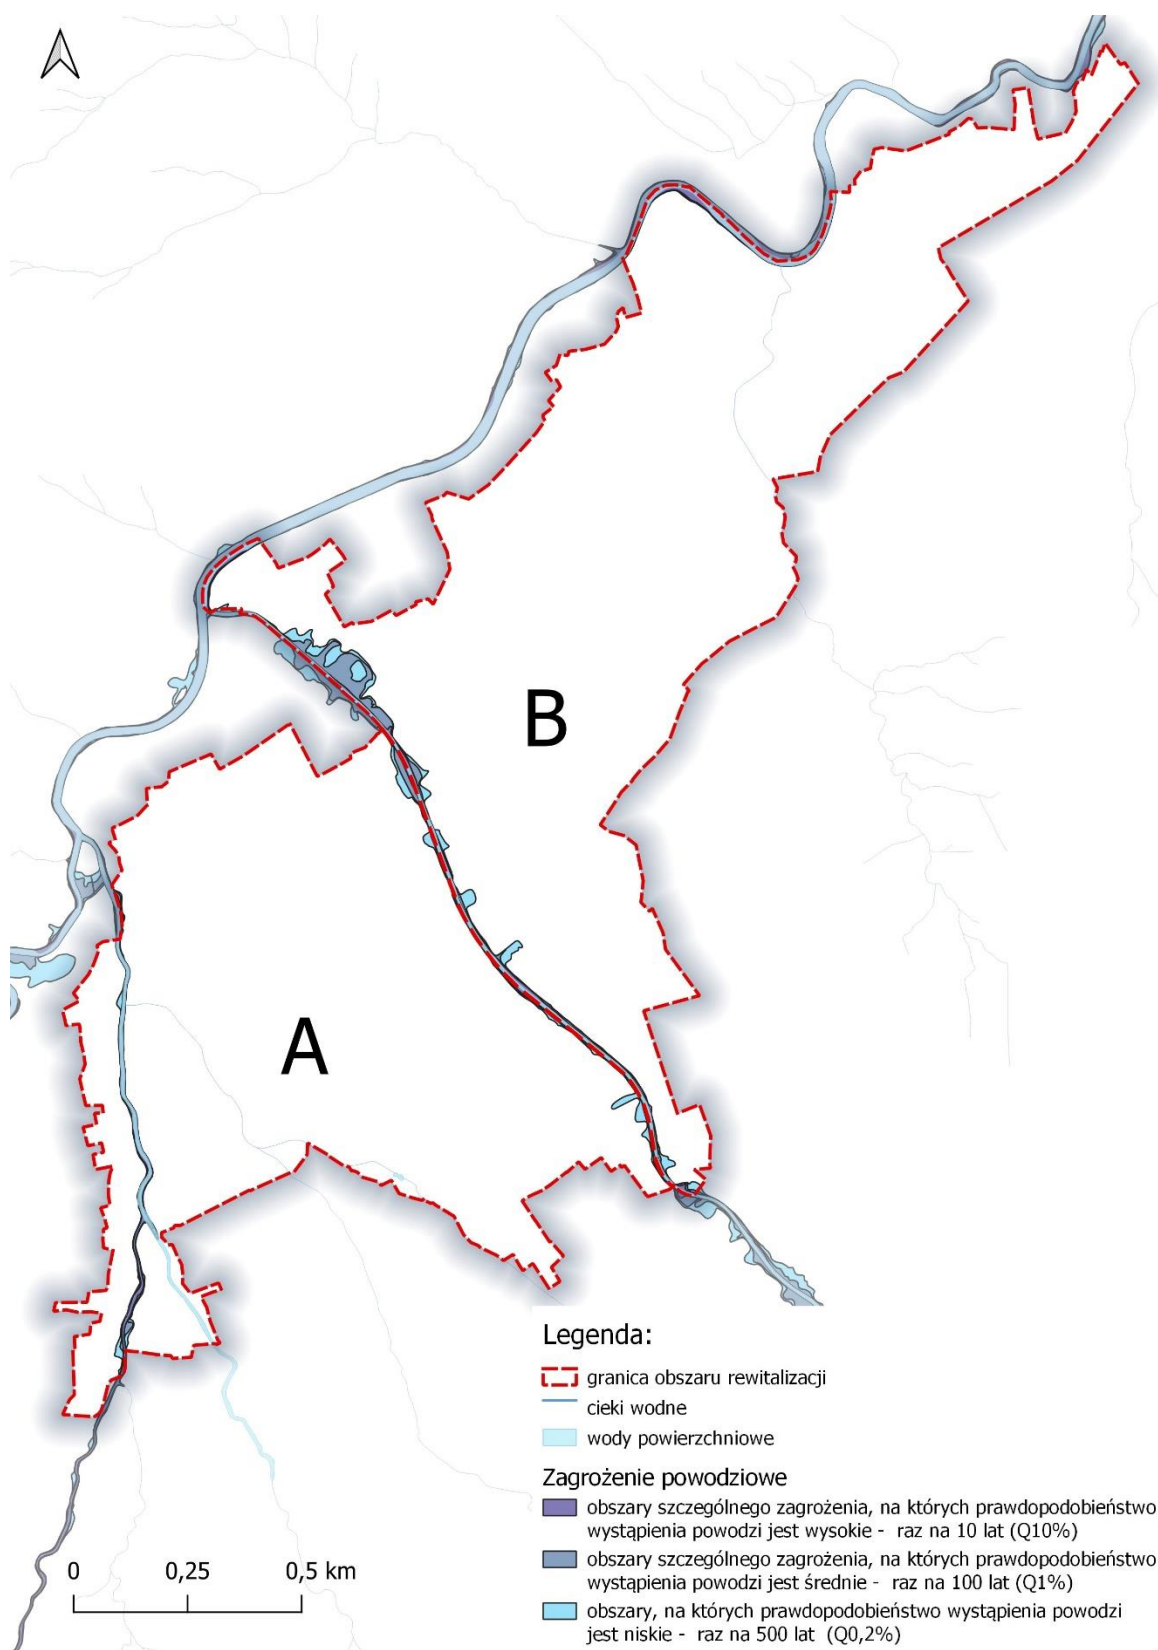 B
A
Legenda:
granica obszaru rewitalizacji
cieki wodne
wody powierzchniowe
Zagrożenie powodziowe
obszary szczególnego zagrożenia, na których prawdopodobieństwo
wystąpienia powodzi jest wysokie - raz na 10 lat (Q10%)
obszary szczególnego zagrożenia, na których prawdopodobieństwo
wystąpienia powodzi jest średnie - raz na 100 lat (Q1%)
obszary, na których prawdopodobieństwo wystąpienia powodzi
jest niskie - raz na 500 lat (Q0,2%)
0 0,25 0,5 km